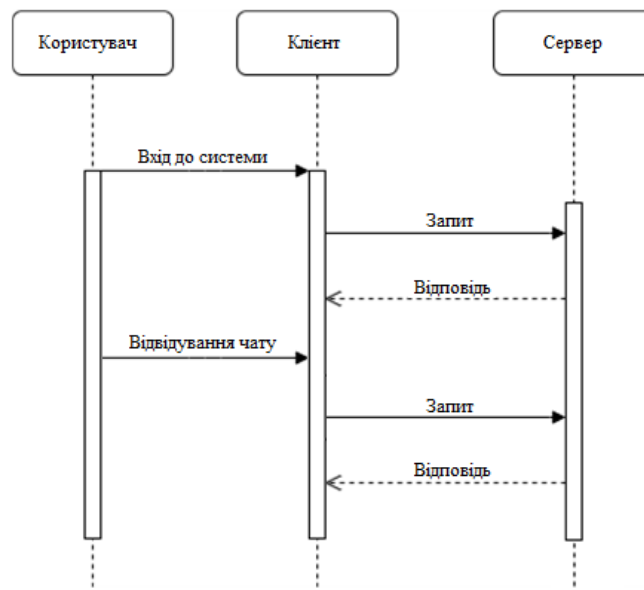 Користувач
Клієнт
Сервер
Вхід до системи
Запит
Відповідь
Відвідування чату
Запит
Відповідь